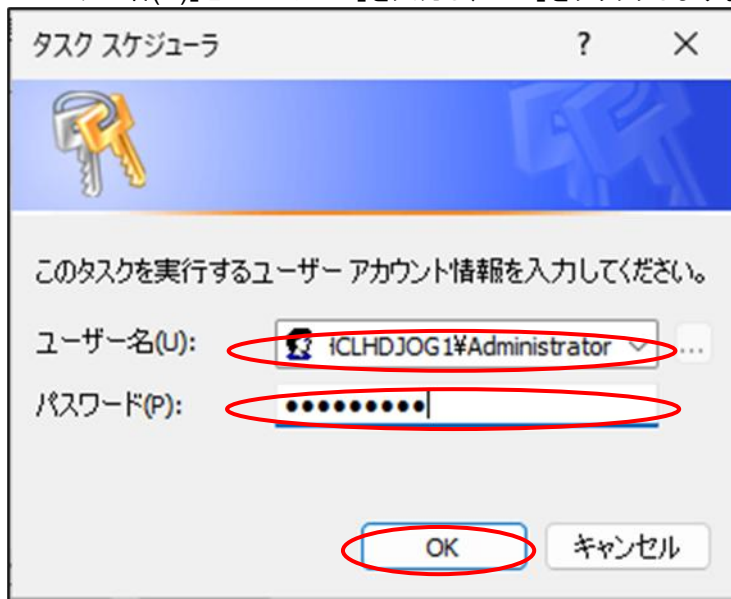 タスク スケジューラ
このタスクを実行するユーザー アカウント情報を入力してください。
ユーザー名(U): HCLHDJOG1¥Administrator ...
パスワード(P): ●●●●●●●●●
OK キャンセル